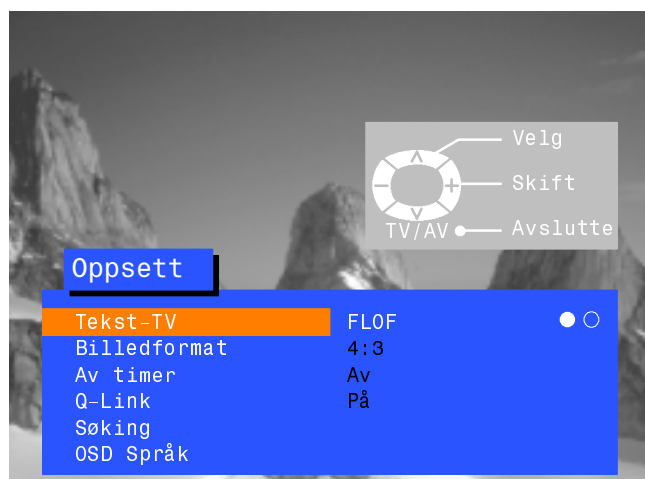 Velg
Skift
TV/AV Avslutte
Oppsett
Tekst-TV FLOF
Billedformat 4:3
Av timer Av
Q-Link På
Søking
OSD Språk